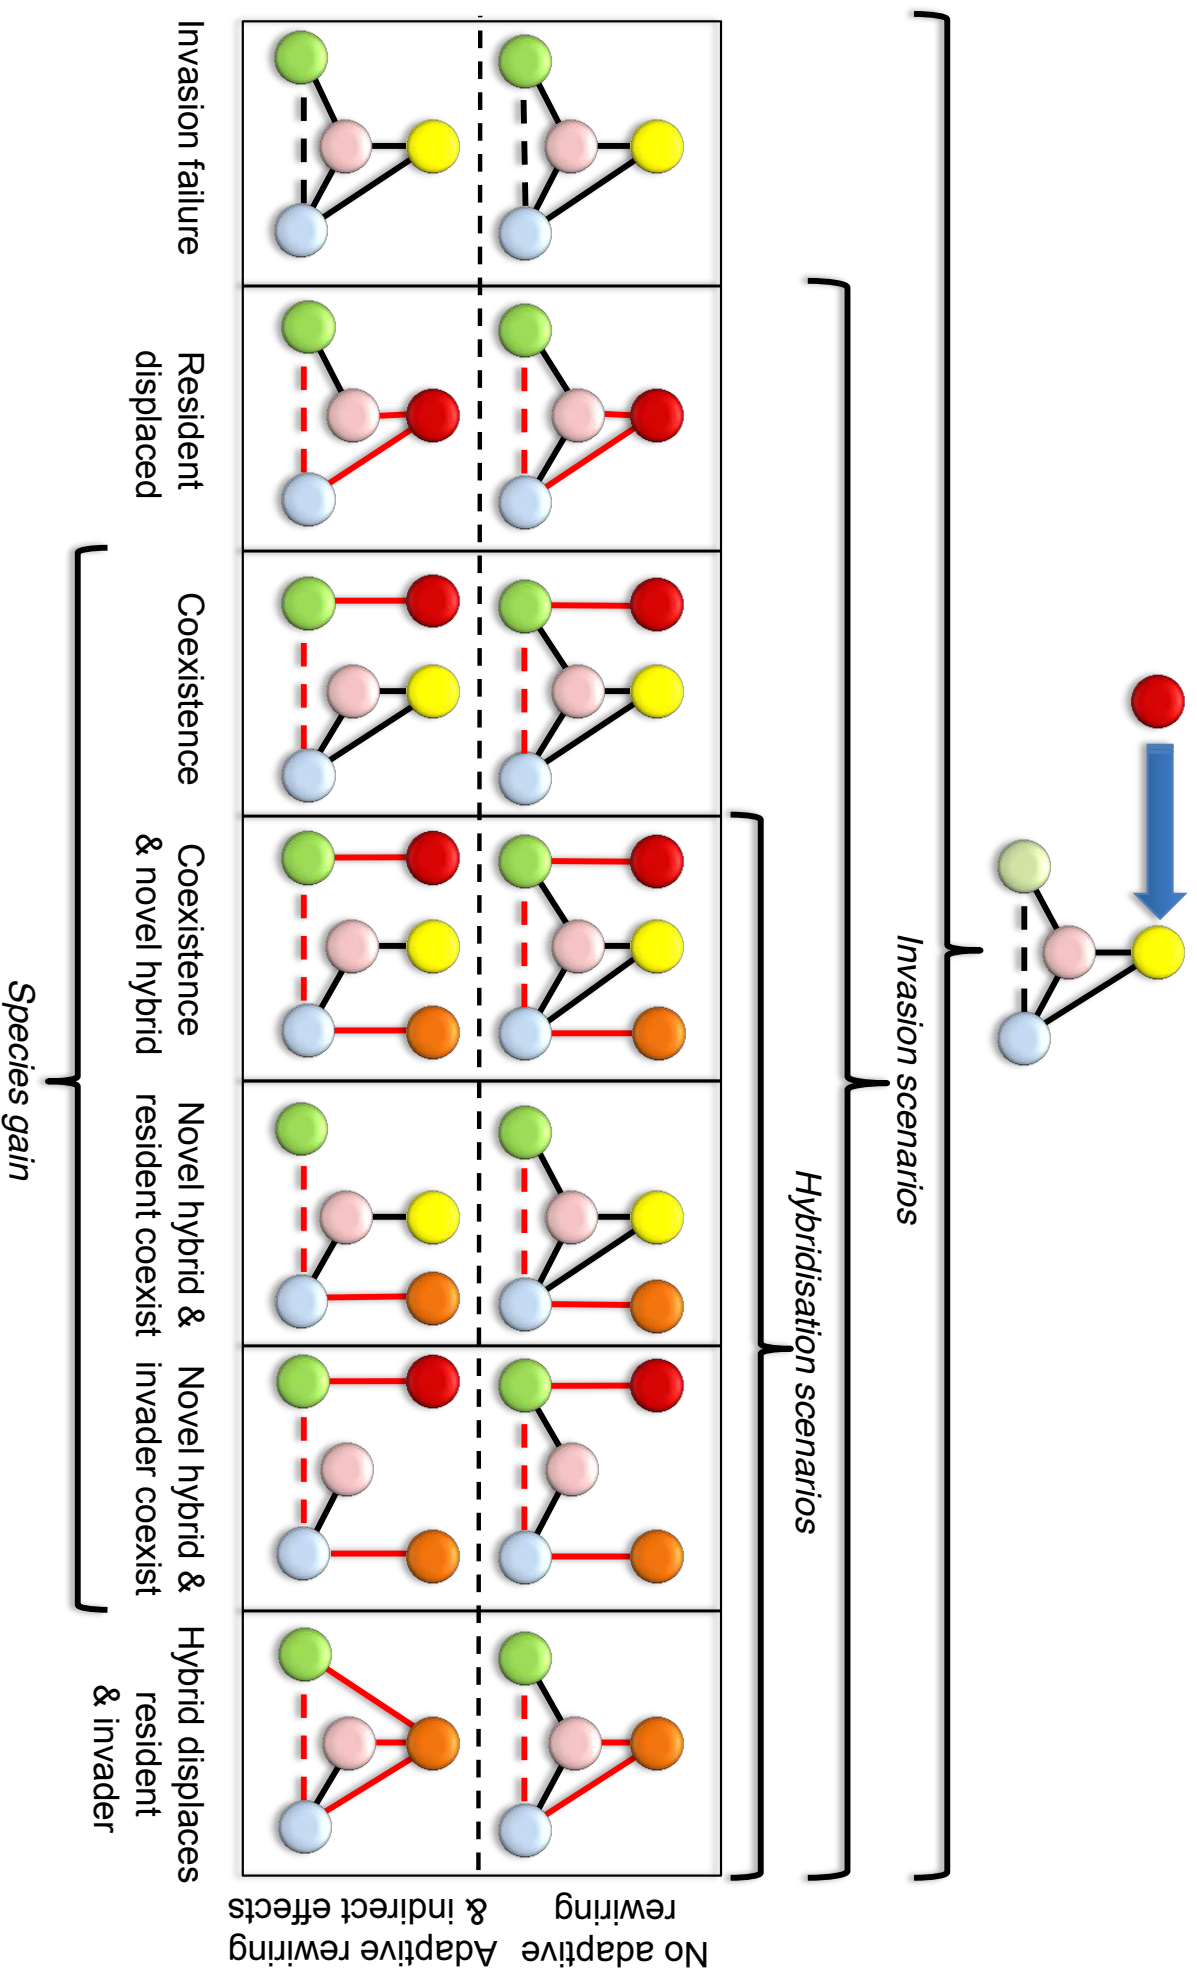 Invasion scenarios
Hybridisation scenarios
No adaptive
rewiring
Adaptive rewiring
& indirect effects
Invasion failure
Resident
displaced
Coexistence
Coexistence
& novel hybrid
Novel hybrid &
resident coexist
Novel hybrid &
invader coexist
Hybrid displaces
resident
& invader
Species gain